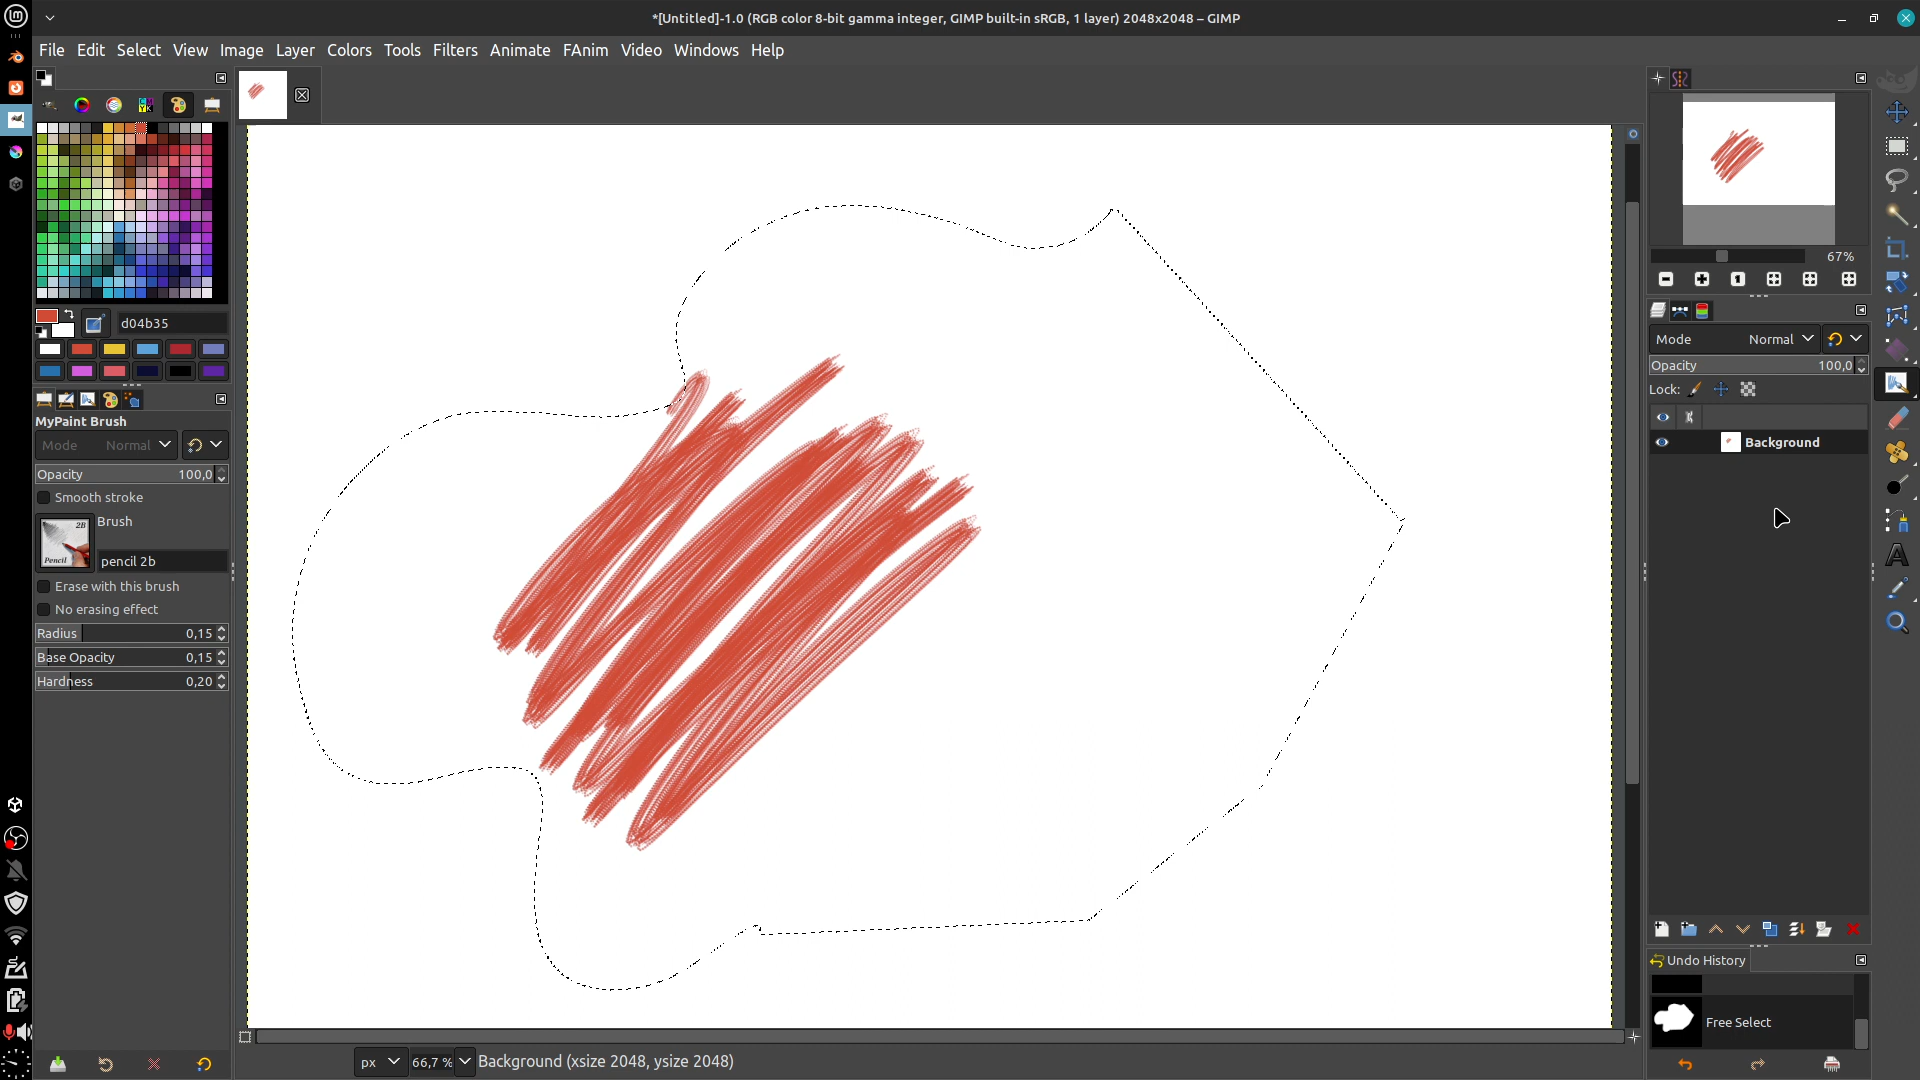 *[Untitled]-1.0 (RGB color 8-bit gamma integer, GIMP built-in sRGB, 1 layer) 2048x2048 – GIMP
File Edit Select View Image Layer Colors Tools Filters Animate FAnim Video Windows Help
67%
d04b35
Mode Normal
Opacity 100,0
Lock:
MyPaint Brush
Mode Normal
Opacity 100,0
Smooth stroke
Brush
2B
Pencil
pencil 2b
Erase with this brush
No erasing effect
Radius 0,15
Base Opacity 0,15
Hardness 0,20
Background
Undo History
Free Select
px 66,7 % Background (xsize 2048, ysize 2048)